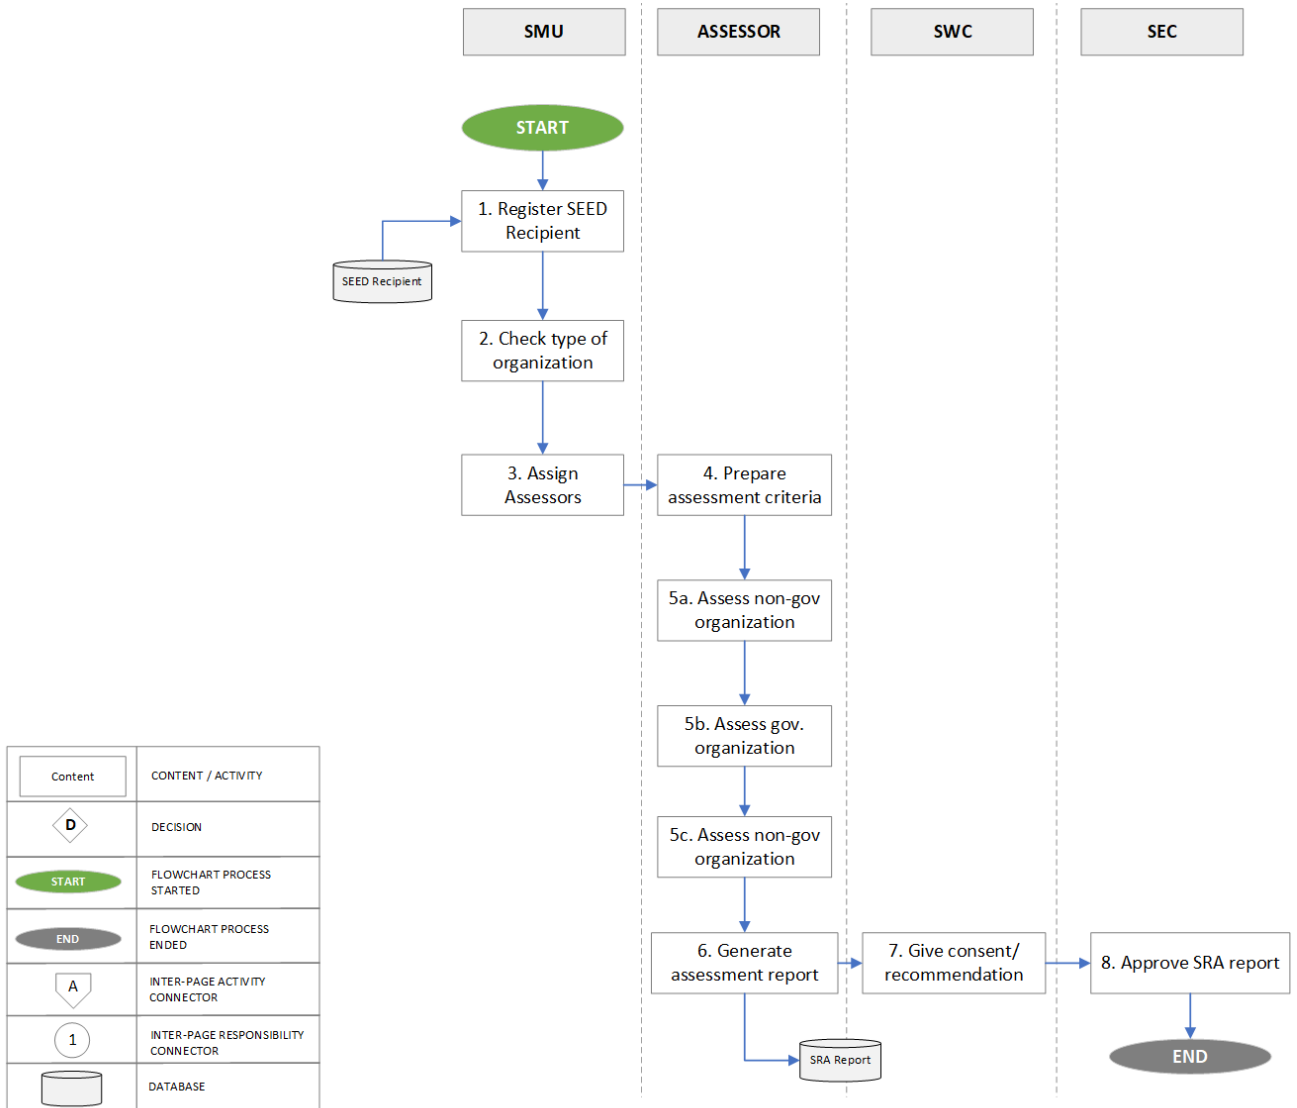 SMU
ASSESSOR
SWC
SEC
START
1. Register SEED
Recipient
SEED Recipient
2. Check type of
organization
3. Assign
Assessors
4. Prepare
assessment criteria
5a. Assess non-gov
organization
5b. Assess gov.
organization
5c. Assess non-gov
organization
6. Generate
assessment report
7. Give consent/
recommendation
8. Approve SRA report
SRA Report
END
Content
CONTENT / ACTIVITY
D
DECISION
START
FLOWCHART PROCESS
STARTED
END
FLOWCHART PROCESS
ENDED
A
INTER-PAGE ACTIVITY
CONNECTOR
1
INTER-PAGE RESPONSIBILITY
CONNECTOR
DATABASE